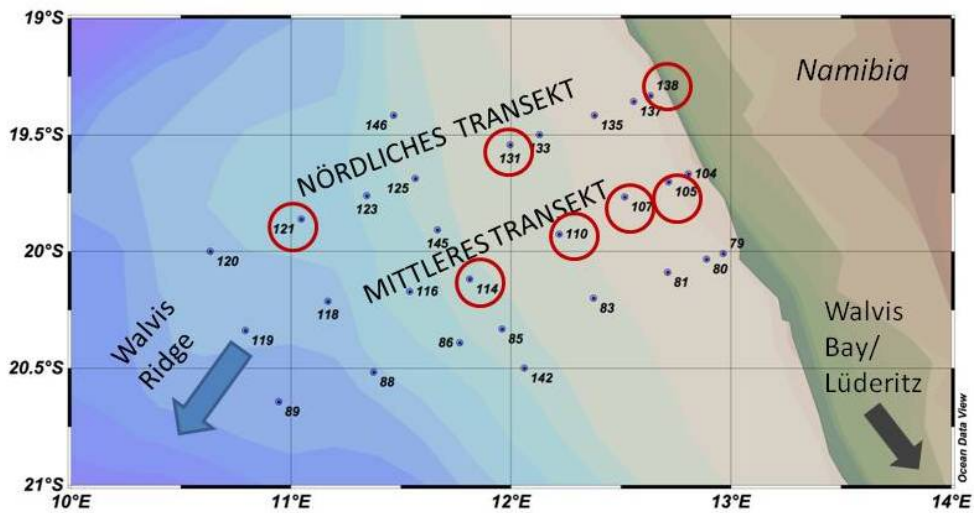 19°S
19.5°S
20°S
20.5°S
21°S
10°E
11°E
12°E
13°E
14°E
Namibia
NÖRDLICHES TRANSEKT
MITTLERES TRANSEKT
Walvis
Ridge
Walvis
Bay/
Lüderitz
138
137
135
146
133
131
125
123
121
120
104
105
107
110
145
114
116
118
119
79
80
81
83
85
86
88
89
142
Ocean Data View